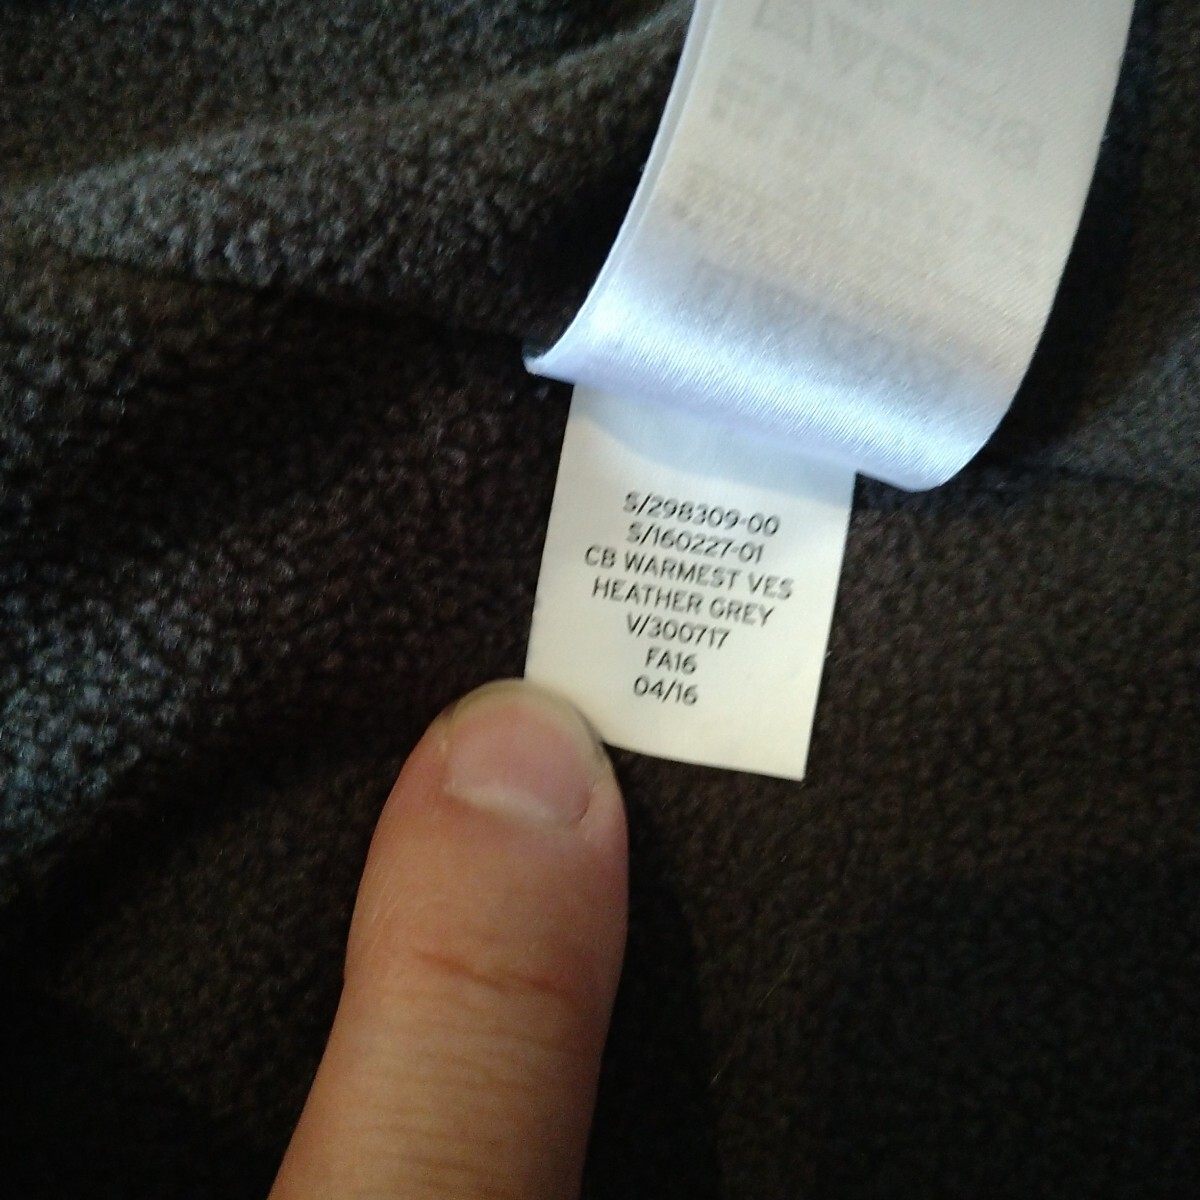 S/298309-00
S/160227-01
CB WARMEST VES
HEATHER GREY
V/300717
FA16
04/16